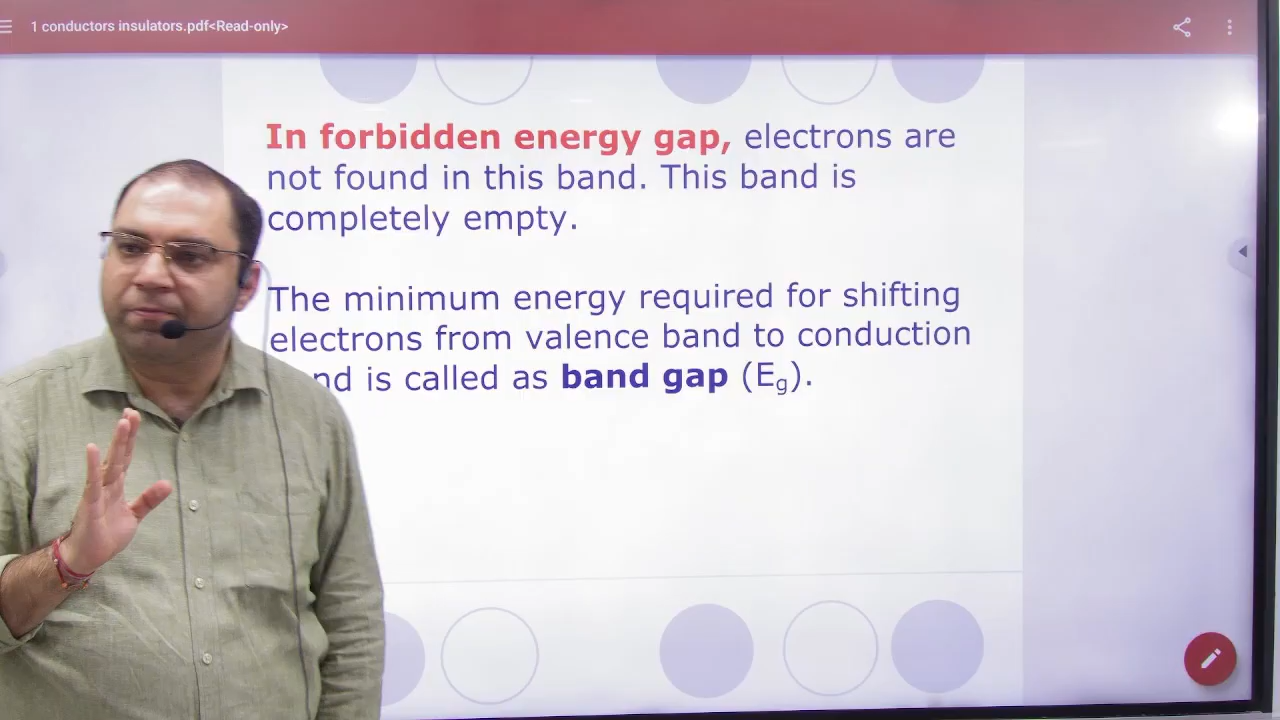 1 conductors insulators.pdf<Read-only>
In forbidden energy gap, electrons are
not found in this band. This band is
completely empty.
The minimum energy required for shifting
electrons from valence band to conduction
nd is called as band gap (Eg).